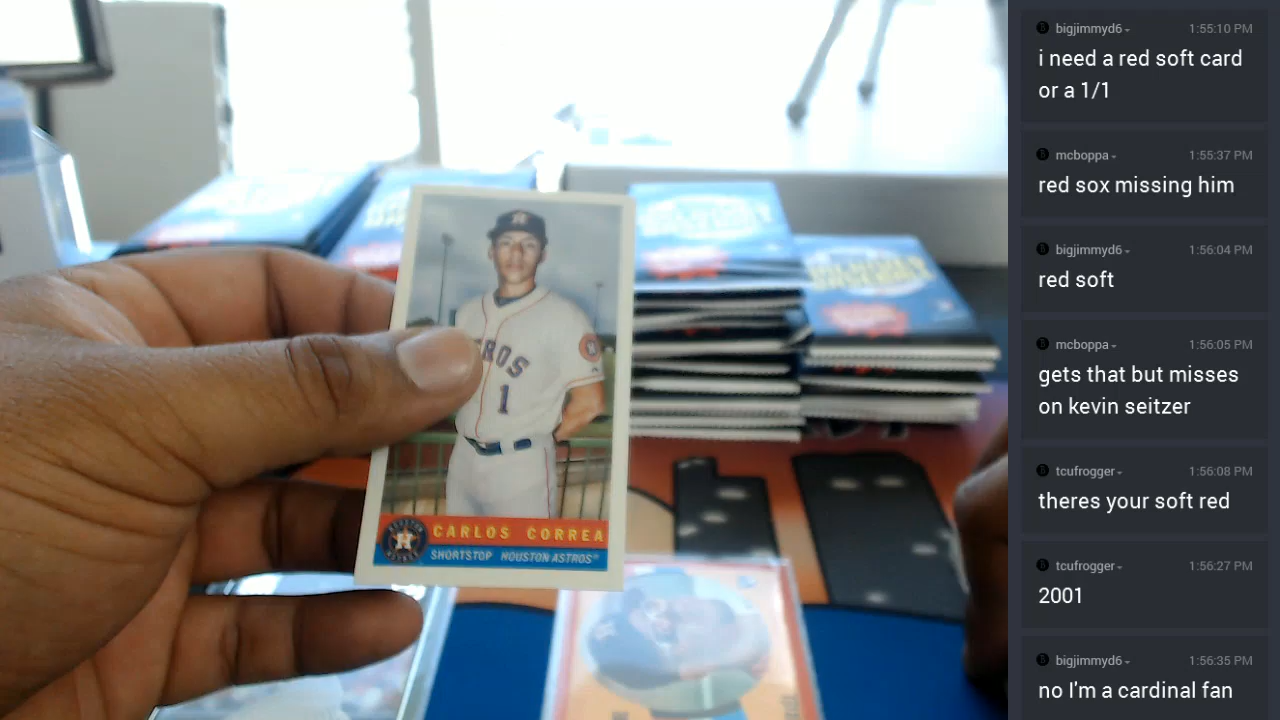 ROS
1
CARLOS CORREA
SHORTSTOP HOUSTON ASTROS
bigjimmyd6 1:55:10 PM
i need a red soft card
or a 1/1
mcboppa 1:55:37 PM
red sox missing him
bigjimmyd6 1:56:04 PM
red soft
mcboppa 1:56:05 PM
gets that but misses
on kevin seitzer
tcufrogger 1:56:08 PM
theres your soft red
tcufrogger 1:56:27 PM
2001
bigjimmyd6 1:56:35 PM
no I'm a cardinal fan